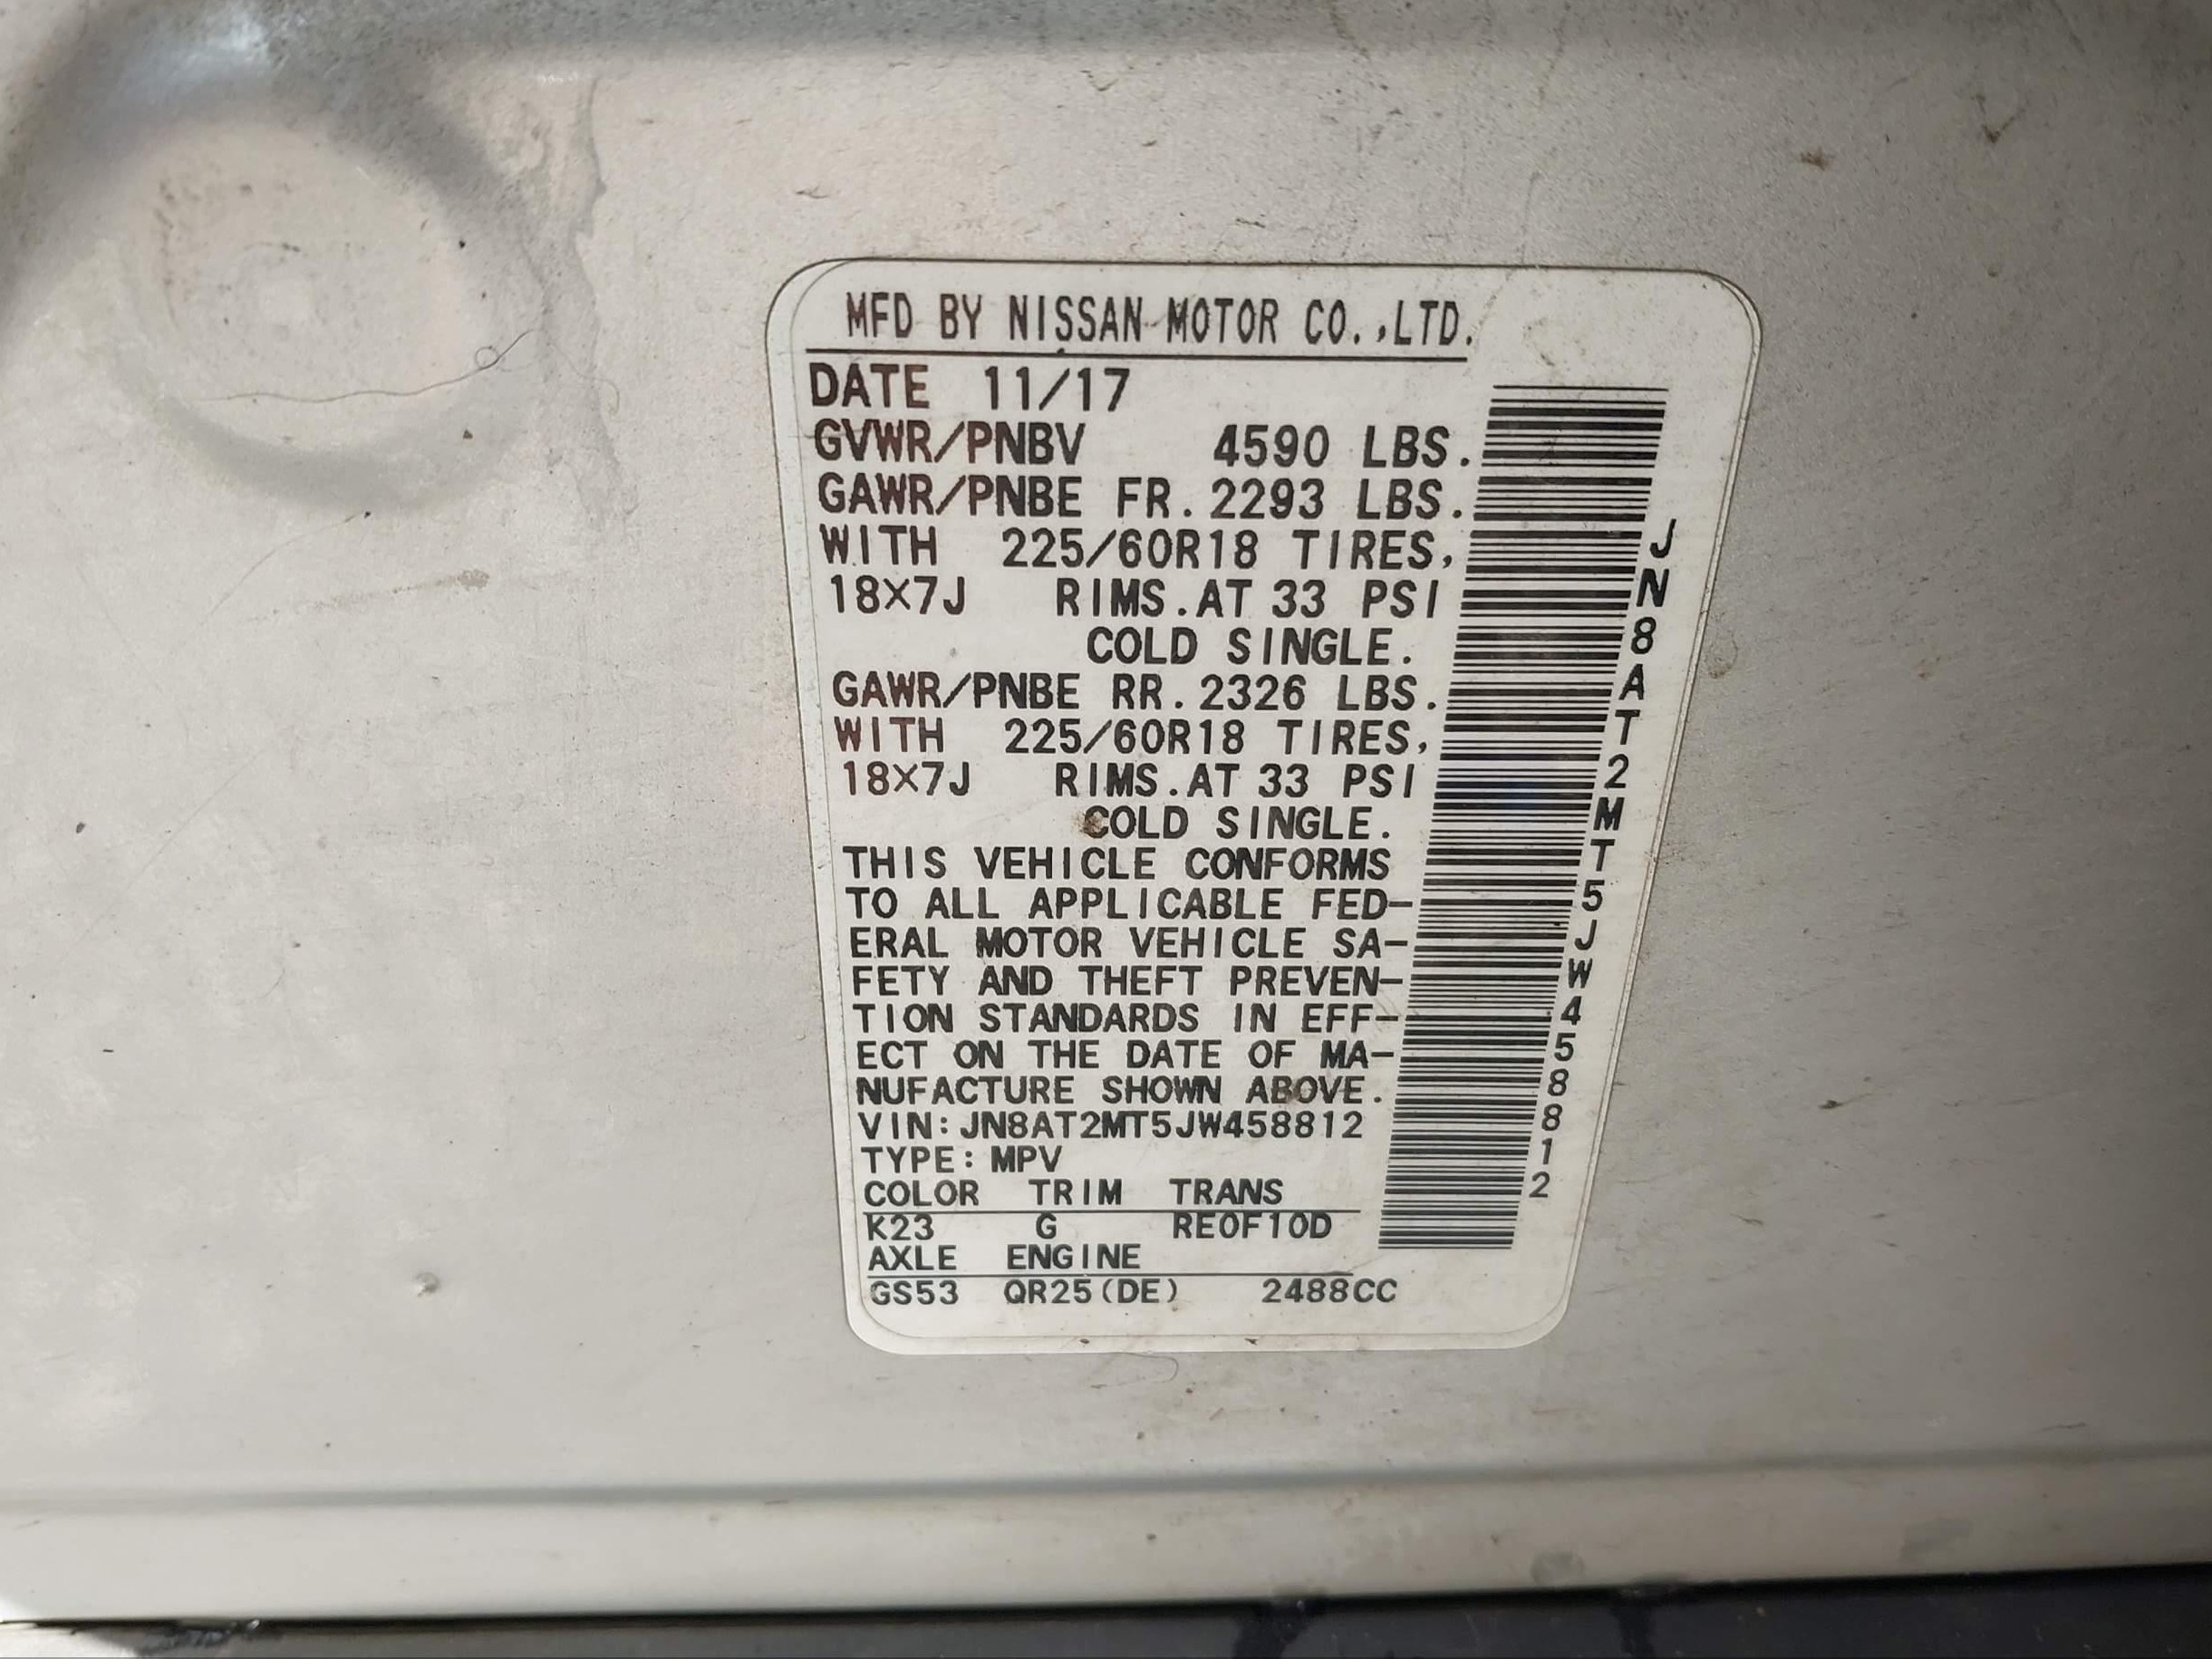 MFD BY NISSAN MOTOR CO.,LTD.
DATE 11/17
GVWR/PNBV 4590 LBS.
GAWR/PNBE FR. 2293 LBS.
WITH 225/60R18 TIRES,
18X7J RIMS.AT 33 PSI
COLD SINGLE.
GAWR/PNBE RR. 2326 LBS.
WITH 225/60R18 TIRES,
18X7J RIMS.AT 33 PSI
COLD SINGLE.
THIS VEHICLE CONFORMS
TO ALL APPLICABLE FED-
ERAL MOTOR VEHICLE SA-
FETY AND THEFT PREVEN-
TION STANDARDS IN EFF-
ECT ON THE DATE OF MA-
NUFACTURE SHOWN ABOVE.
VIN:JN8AT2MT5JW458812
TYPE:MPV
COLOR TRIM TRANS
K23 G RE0F10D
AXLE ENGINE
GS53 QR25(DE) 2488CC
JN8AT2MT5JW458812